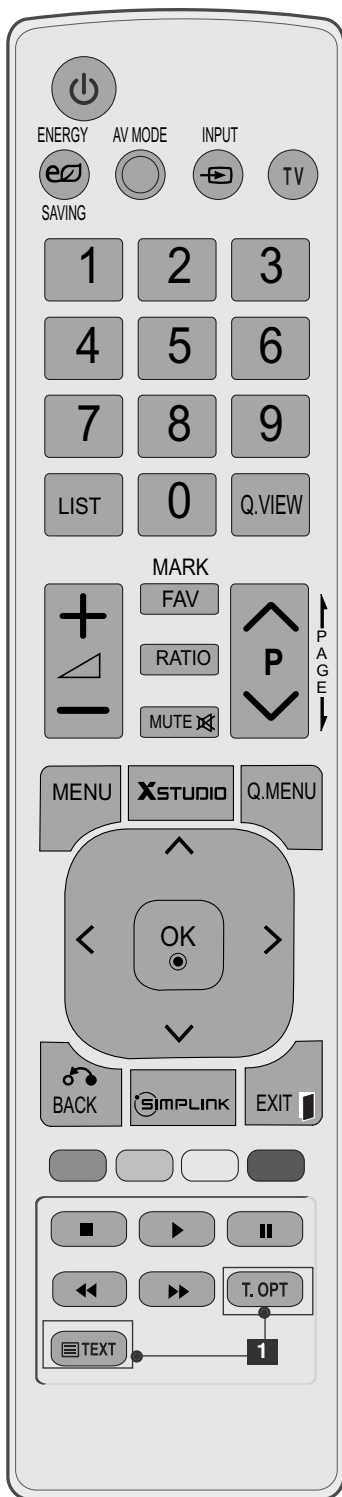 ENERGY AV MODE INPUT
TV
SAVING
1 2 3
4 5 6
7 8 9
LIST 0 Q.VIEW
MARK
FAV
RATIO
MUTE
P
PAGE
MENU XSTUDIO Q.MENU
OK
BACK SIMPLINK EXIT
T. OPT
TEXT
1